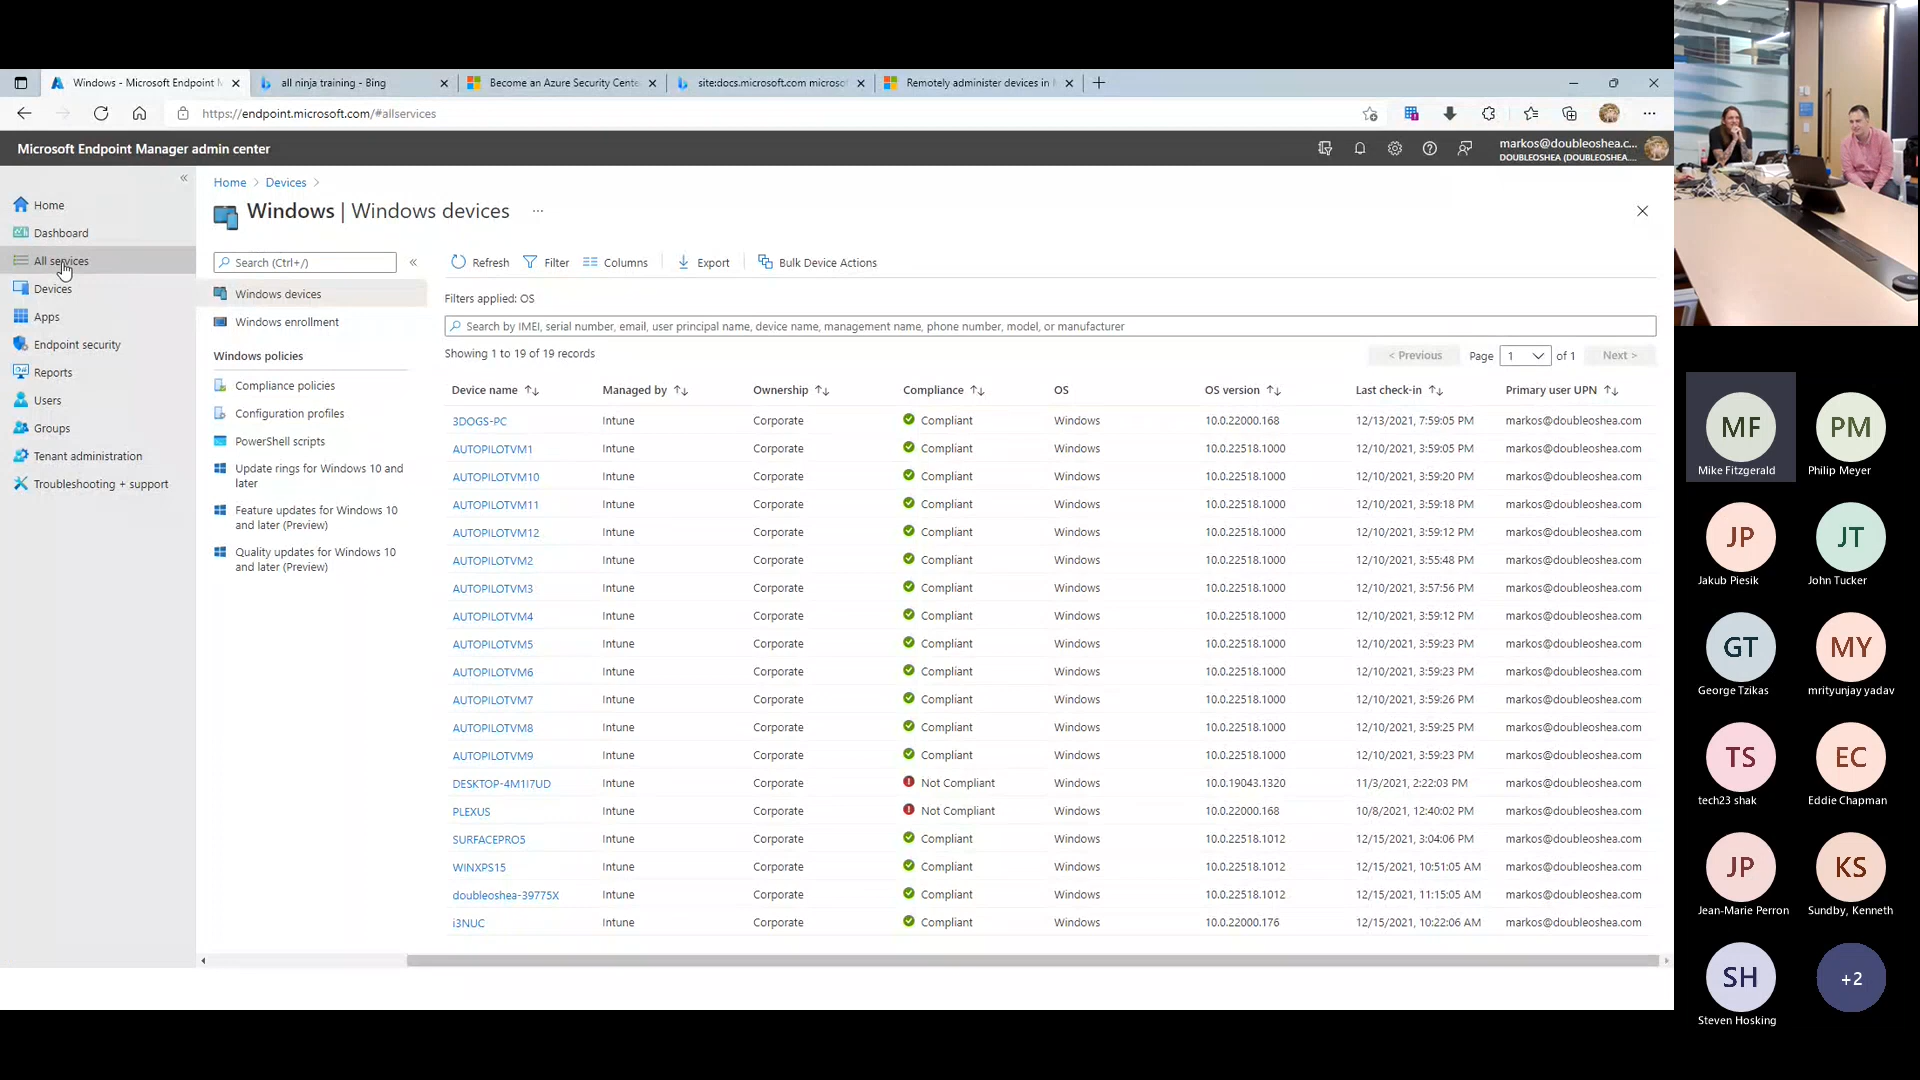 Windows - Microsoft Endpoint M
all ninja training - Bing
Become an Azure Security Cente
site:docs.microsoft.com microso
Remotely administer devices in
https://endpoint.microsoft.com/#allservices
Microsoft Endpoint Manager admin center
markos@doubleoshea.c...
DOUBLEOSHEA (DOUBLEOSHEA....
Home
Dashboard
All services
Devices
Apps
Endpoint security
Reports
Users
Groups
Tenant administration
Troubleshooting + support
Home > Devices >
Windows | Windows devices ...
Search (Ctrl+/)
Windows devices
Windows enrollment
Windows policies
Compliance policies
Configuration profiles
PowerShell scripts
Update rings for Windows 10 and
later
Feature updates for Windows 10
and later (Preview)
Quality updates for Windows 10
and later (Preview)
Refresh Filter Columns Export Bulk Device Actions
Filters applied: OS
Search by IMEI, serial number, email, user principal name, device name, management name, phone number, model, or manufacturer
Showing 1 to 19 of 19 records
< Previous Page 1 of 1 Next >
Device name Managed by Ownership Compliance OS OS version Last check-in Primary user UPN
3DOGS-PC Intune Corporate Compliant Windows 10.0.22000.168 12/13/2021, 7:59:05 PM markos@doubleoshea.com
AUTOPILOTVM1 Intune Corporate Compliant Windows 10.0.22518.1000 12/10/2021, 3:59:05 PM markos@doubleoshea.com
AUTOPILOTVM10 Intune Corporate Compliant Windows 10.0.22518.1000 12/10/2021, 3:59:20 PM markos@doubleoshea.com
AUTOPILOTVM11 Intune Corporate Compliant Windows 10.0.22518.1000 12/10/2021, 3:59:18 PM markos@doubleoshea.com
AUTOPILOTVM12 Intune Corporate Compliant Windows 10.0.22518.1000 12/10/2021, 3:59:12 PM markos@doubleoshea.com
AUTOPILOTVM2 Intune Corporate Compliant Windows 10.0.22518.1000 12/10/2021, 3:55:48 PM markos@doubleoshea.com
AUTOPILOTVM3 Intune Corporate Compliant Windows 10.0.22518.1000 12/10/2021, 3:57:56 PM markos@doubleoshea.com
AUTOPILOTVM4 Intune Corporate Compliant Windows 10.0.22518.1000 12/10/2021, 3:59:12 PM markos@doubleoshea.com
AUTOPILOTVM5 Intune Corporate Compliant Windows 10.0.22518.1000 12/10/2021, 3:59:23 PM markos@doubleoshea.com
AUTOPILOTVM6 Intune Corporate Compliant Windows 10.0.22518.1000 12/10/2021, 3:59:23 PM markos@doubleoshea.com
AUTOPILOTVM7 Intune Corporate Compliant Windows 10.0.22518.1000 12/10/2021, 3:59:26 PM markos@doubleoshea.com
AUTOPILOTVM8 Intune Corporate Compliant Windows 10.0.22518.1000 12/10/2021, 3:59:25 PM markos@doubleoshea.com
AUTOPILOTVM9 Intune Corporate Compliant Windows 10.0.22518.1000 12/10/2021, 3:59:23 PM markos@doubleoshea.com
DESKTOP-4M1I7UD Intune Corporate Not Compliant Windows 10.0.19043.1320 11/3/2021, 2:22:03 PM markos@doubleoshea.com
PLEXUS Intune Corporate Not Compliant Windows 10.0.22000.168 10/8/2021, 12:40:02 PM markos@doubleoshea.com
SURFACEPRO5 Intune Corporate Compliant Windows 10.0.22518.1012 12/15/2021, 3:04:06 PM markos@doubleoshea.com
WINXPS15 Intune Corporate Compliant Windows 10.0.22518.1012 12/15/2021, 10:51:05 AM markos@doubleoshea.com
doubleoshea-39775X Intune Corporate Compliant Windows 10.0.22518.1012 12/15/2021, 11:15:05 AM markos@doubleoshea.com
i3NUC Intune Corporate Compliant Windows 10.0.22000.176 12/15/2021, 10:22:06 AM markos@doubleoshea.com
MF PM
Mike Fitzgerald Philip Meyer
JP JT
Jakub Piesik John Tucker
GT MY
George Tzikas mrityunjay yadav
TS EC
tech23 shak Eddie Chapman
JP KS
Jean-Marie Perron Sundby, Kenneth
SH +2
Steven Hosking